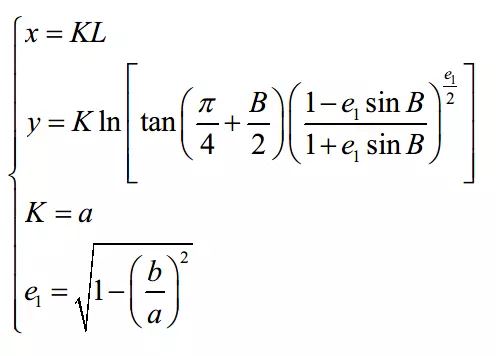 x = KL
y = K ln[tan(π/4 + B/2)((1 − e₁ sin B)/(1 + e₁ sin B))^(e₁/2)]
K = a
e₁ = √(1 − (b/a)²)